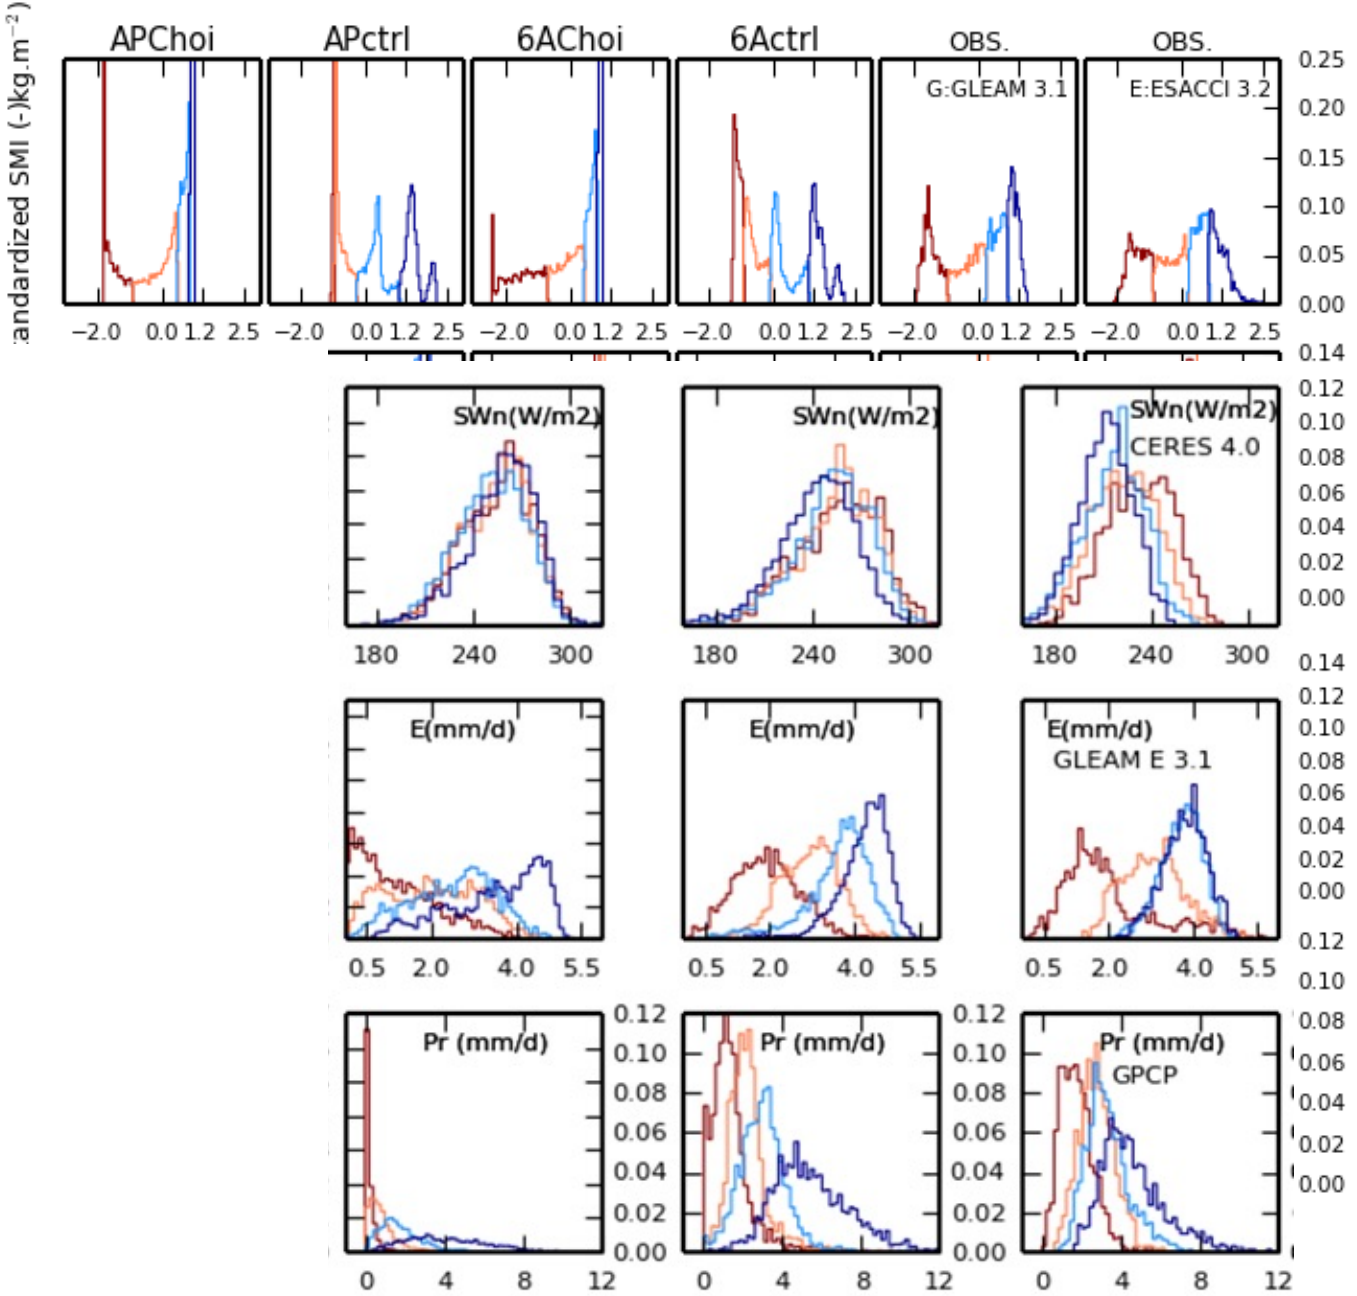 andardized SMI (-)kg.m⁻²)
APChoi APctrl 6AChoi 6Actrl OBS. OBS.
G:GLEAM 3.1 E:ESACCI 3.2
0.25
0.20
0.15
0.10
0.05
0.00
−2.0 0.0 1.2 2.5 −2.0 0.0 1.2 2.5 −2.0 0.0 1.2 2.5 −2.0 0.0 1.2 2.5 −2.0 0.0 1.2 2.5 −2.0 0.0 1.2 2.5
0.14
0.12
SWn(W/m2) SWn(W/m2) SWn(W/m2) 0.10
CERES 4.0 0.08
0.06
0.04
0.02
0.00
180 240 300 180 240 300 180 240 300 0.14
0.12
E(mm/d) E(mm/d) E(mm/d) 0.10
GLEAM E 3.1 0.08
0.06
0.04
0.02
0.00
0.12
0.5 2.0 4.0 5.5 0.5 2.0 4.0 5.5 0.5 2.0 4.0 5.5 0.10
0.12 0.12 0.08
Pr (mm/d) Pr (mm/d) Pr (mm/d)
0.10 0.10 0.06
GPCP
0.08 0.08 0.04
0.06 0.06 0.02
0.04 0.04 0.00
0.02 0.02
0.00 0.00
0 4 8 12 0 4 8 12 0 4 8 12